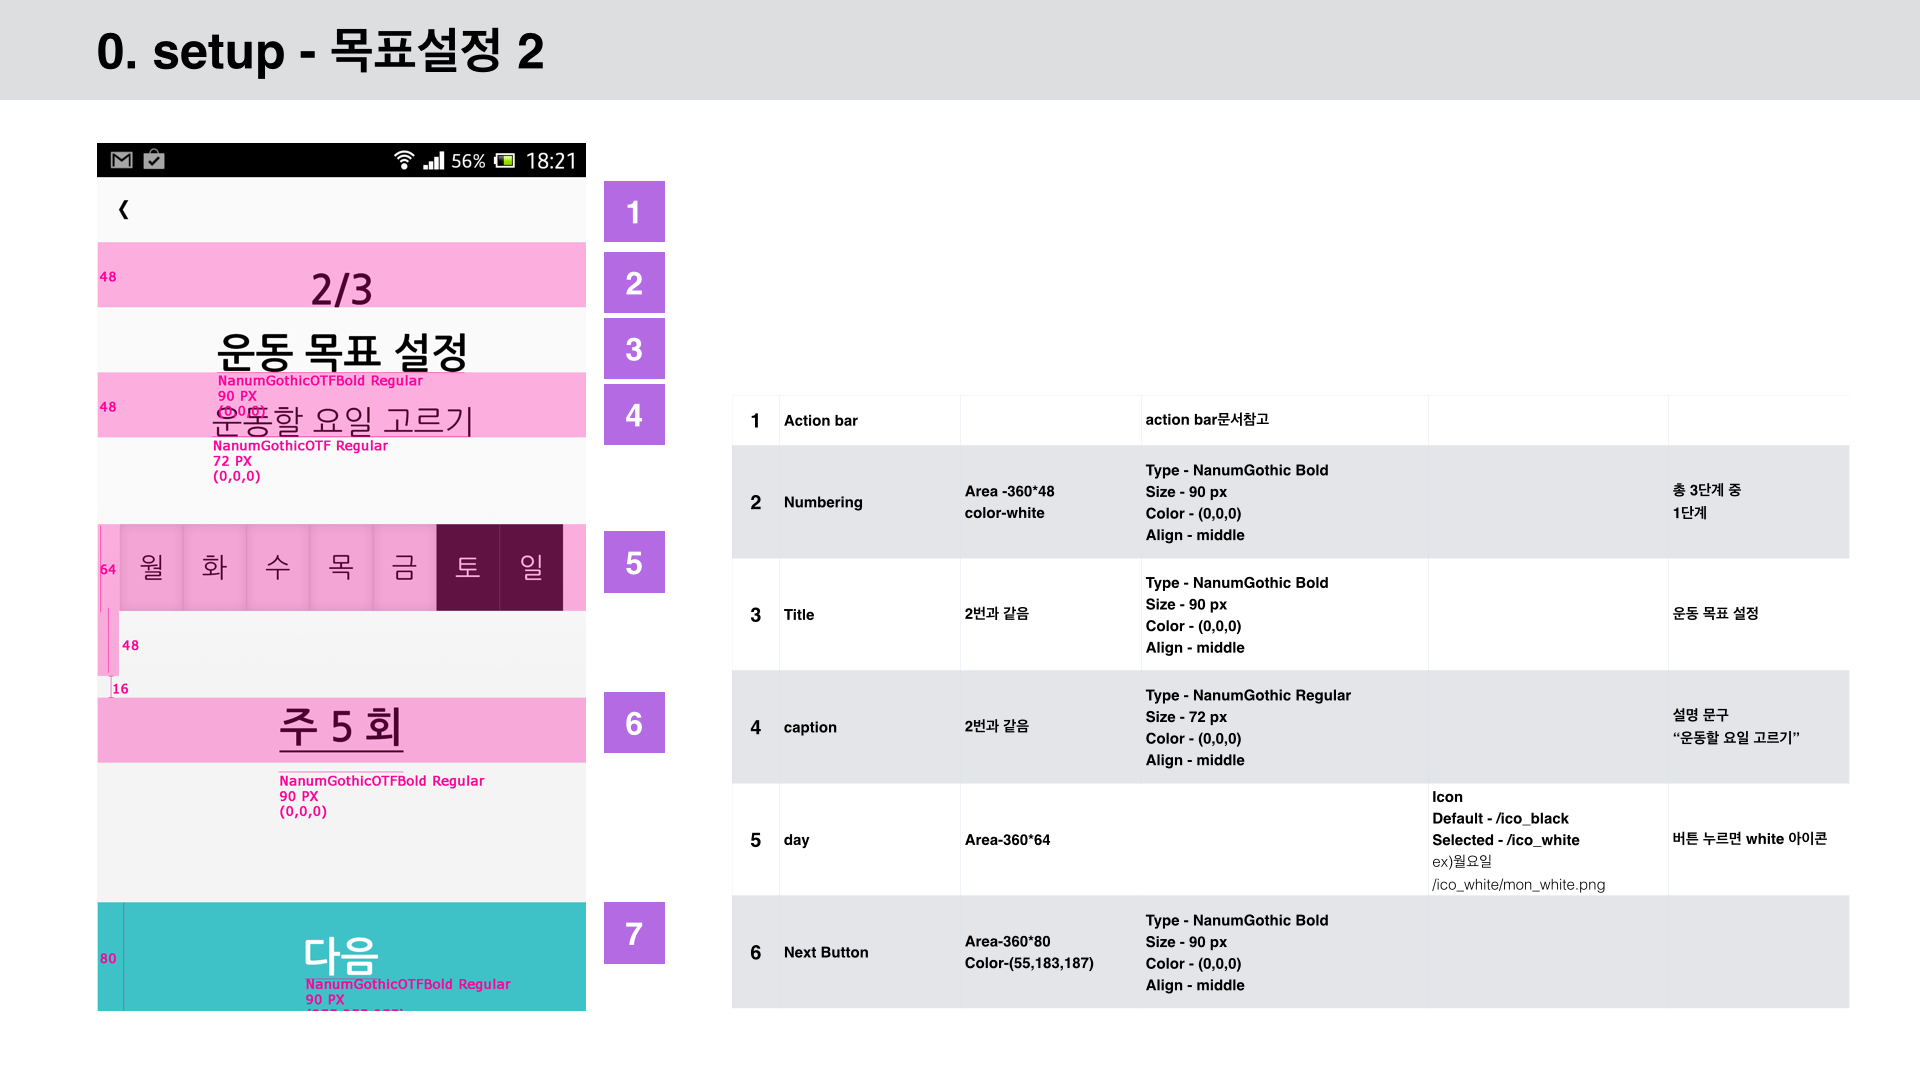 0. setup - 목표설정 2
56% 18:21
1
48
2/3
2
운동 목표 설정
3
NanumGothicOTFBold Regular
90 PX
(0,0,0)
48
운동할 요일 고르기
4
NanumGothicOTF Regular
72 PX
(0,0,0)
64
월 화 수 목 금 토 일
5
48
16
주 5 회
6
NanumGothicOTFBold Regular
90 PX
(0,0,0)
80
다음
7
NanumGothicOTFBold Regular
90 PX
1 Action bar
action bar문서참고
2 Numbering
Area -360*48
color-white
Type - NanumGothic Bold
Size - 90 px
Color - (0,0,0)
Align - middle
총 3단계 중
1단계
3 Title
2번과 같음
Type - NanumGothic Bold
Size - 90 px
Color - (0,0,0)
Align - middle
운동 목표 설정
4 caption
2번과 같음
Type - NanumGothic Regular
Size - 72 px
Color - (0,0,0)
Align - middle
설명 문구
“운동할 요일 고르기”
5 day
Area-360*64
Icon
Default - /ico_black
Selected - /ico_white
ex)월요일
/ico_white/mon_white.png
버튼 누르면 white 아이콘
6 Next Button
Area-360*80
Color-(55,183,187)
Type - NanumGothic Bold
Size - 90 px
Color - (0,0,0)
Align - middle